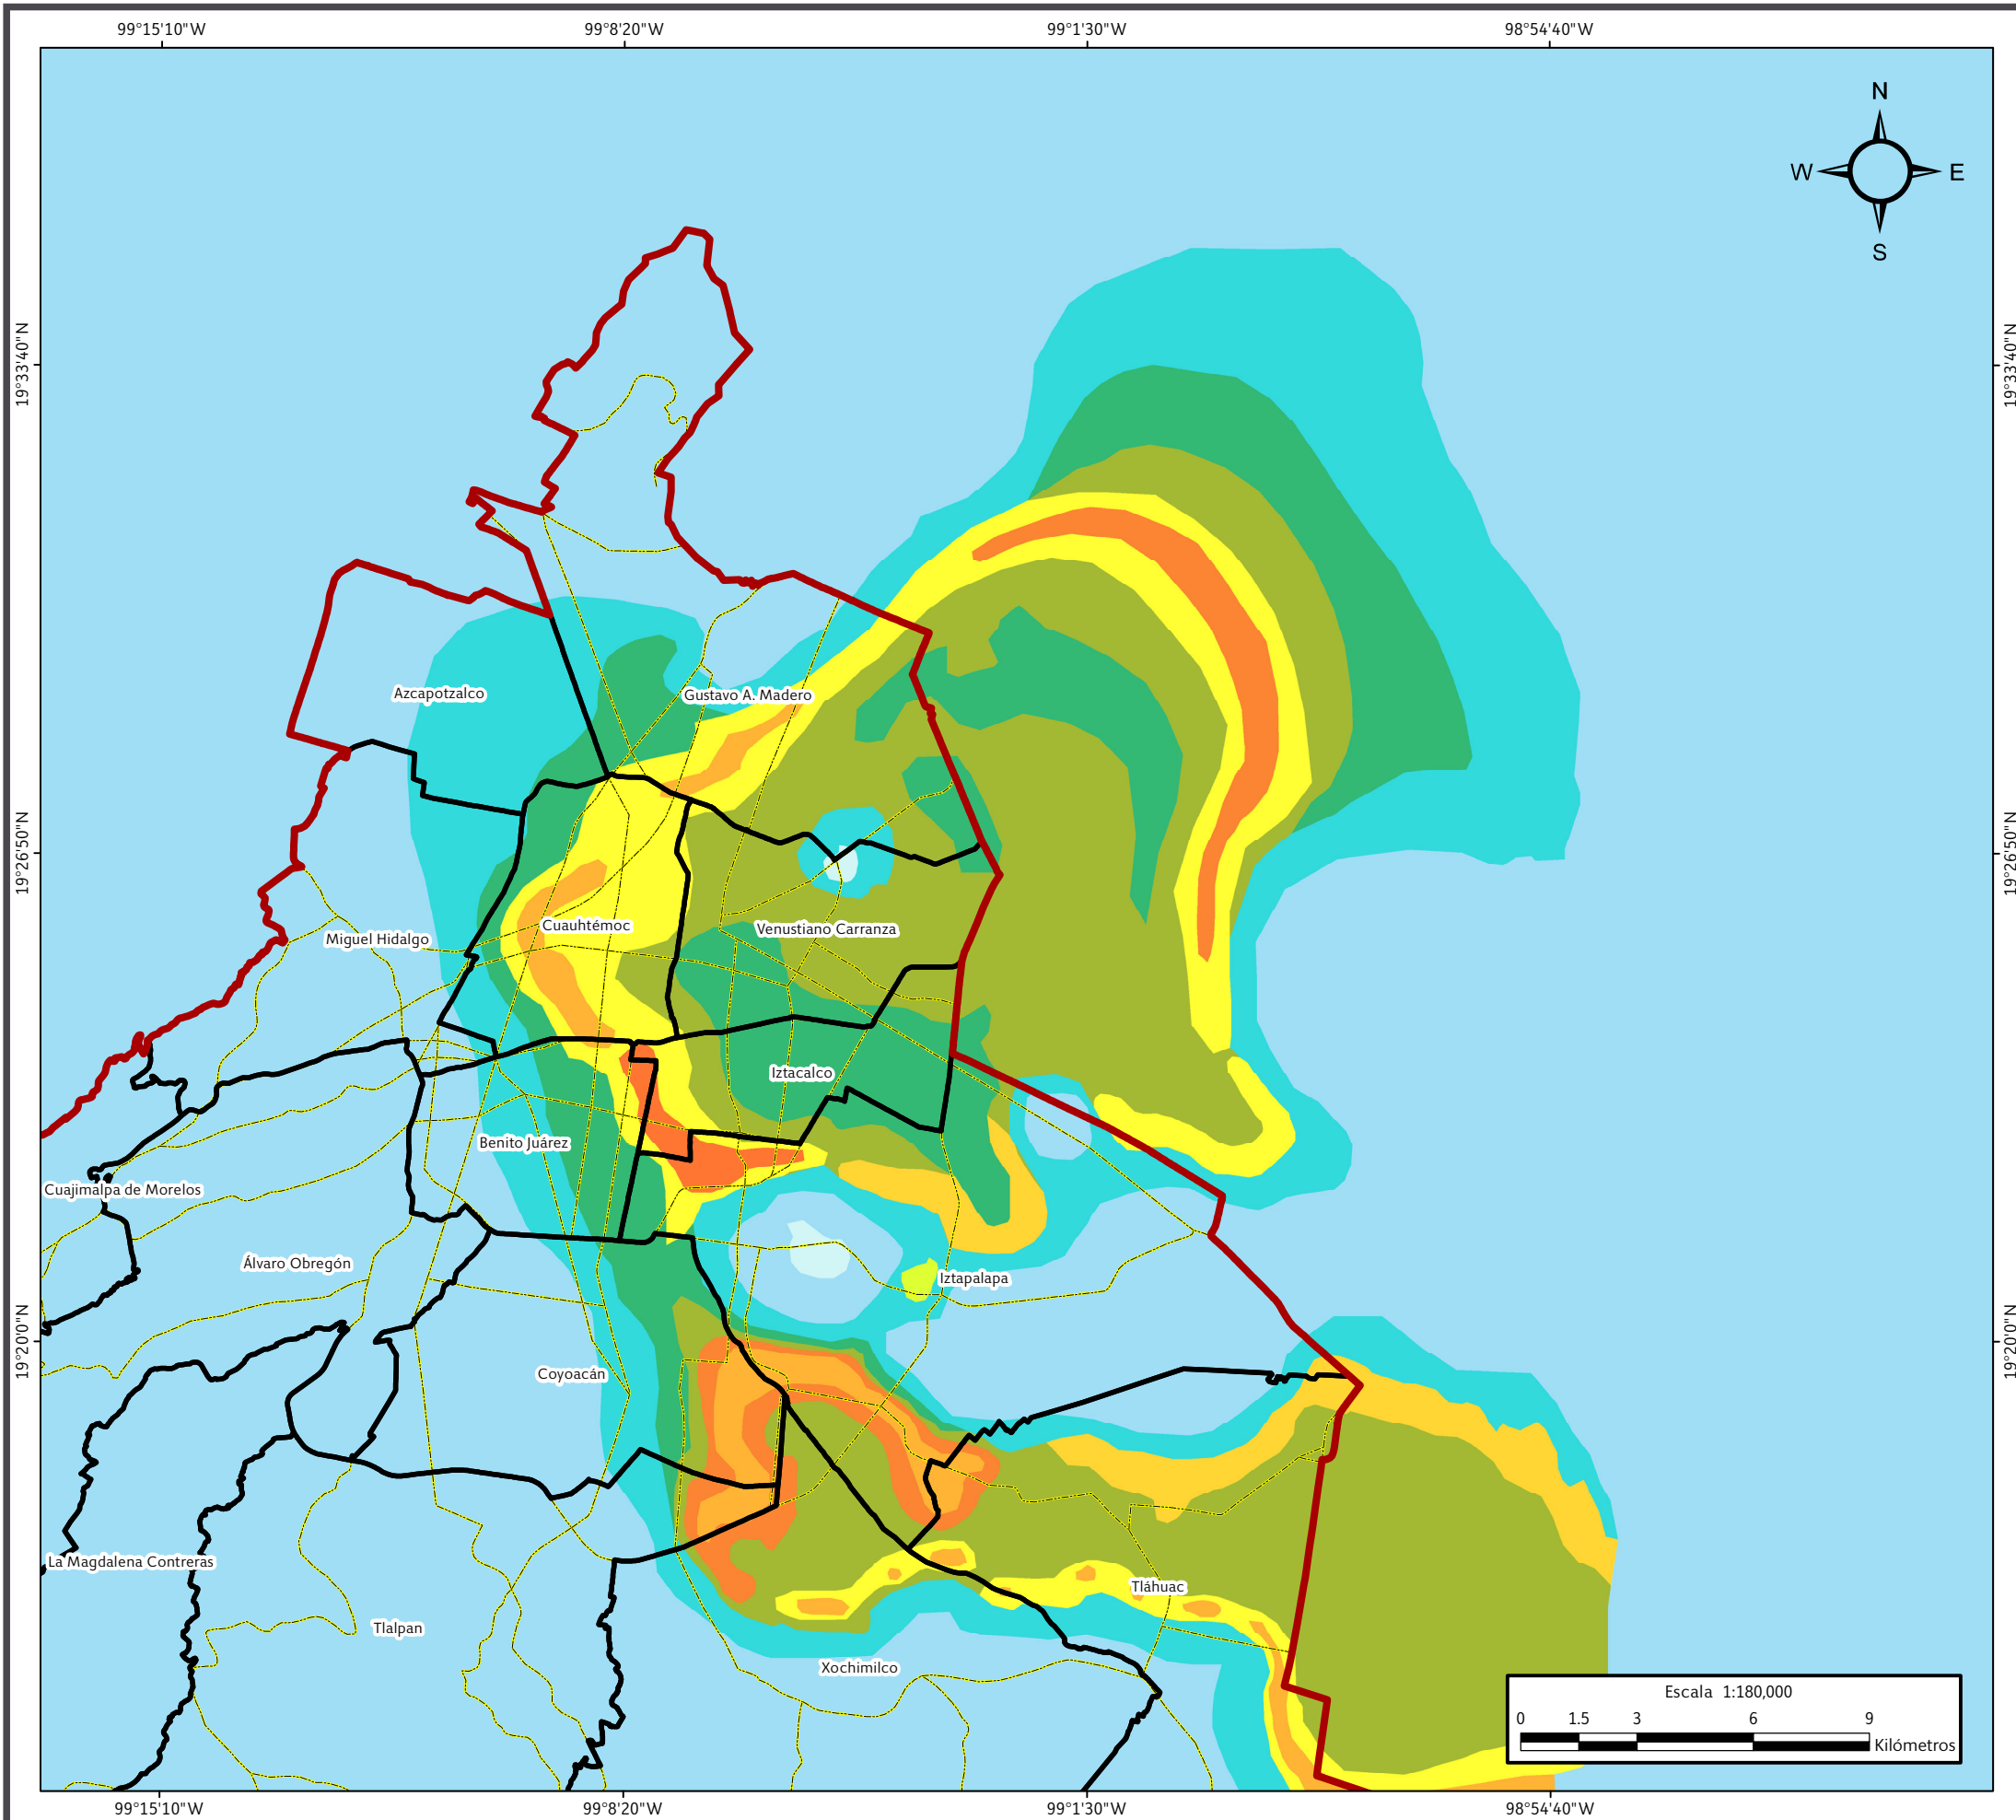 99°15'10"W
99°8'20"W
99°1'30"W
98°54'40"W
N
W
E
S
19°33'40"N
19°33'40"N
Azcapotzalco
Gustavo A. Madero
19°26'50"N
19°26'50"N
Cuauhtémoc
Venustiano Carranza
Miguel Hidalgo
Iztacalco
Benito Juárez
Cuajimalpa de Morelos
Álvaro Obregón
Iztapalapa
19°20'0"N
19°20'0"N
Coyoacán
La Magdalena Contreras
Tláhuac
Tlalpan
Xochimilco
Escala 1:180,000
0 1.5 3 6 9
Kilómetros
99°15'10"W
99°8'20"W
99°1'30"W
98°54'40"W